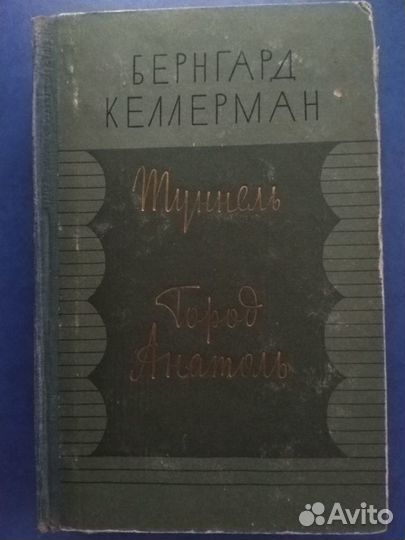 БЕРНГАРД
КЕЛЛЕРМАН
Туннель
Город
Анатоль
Avito